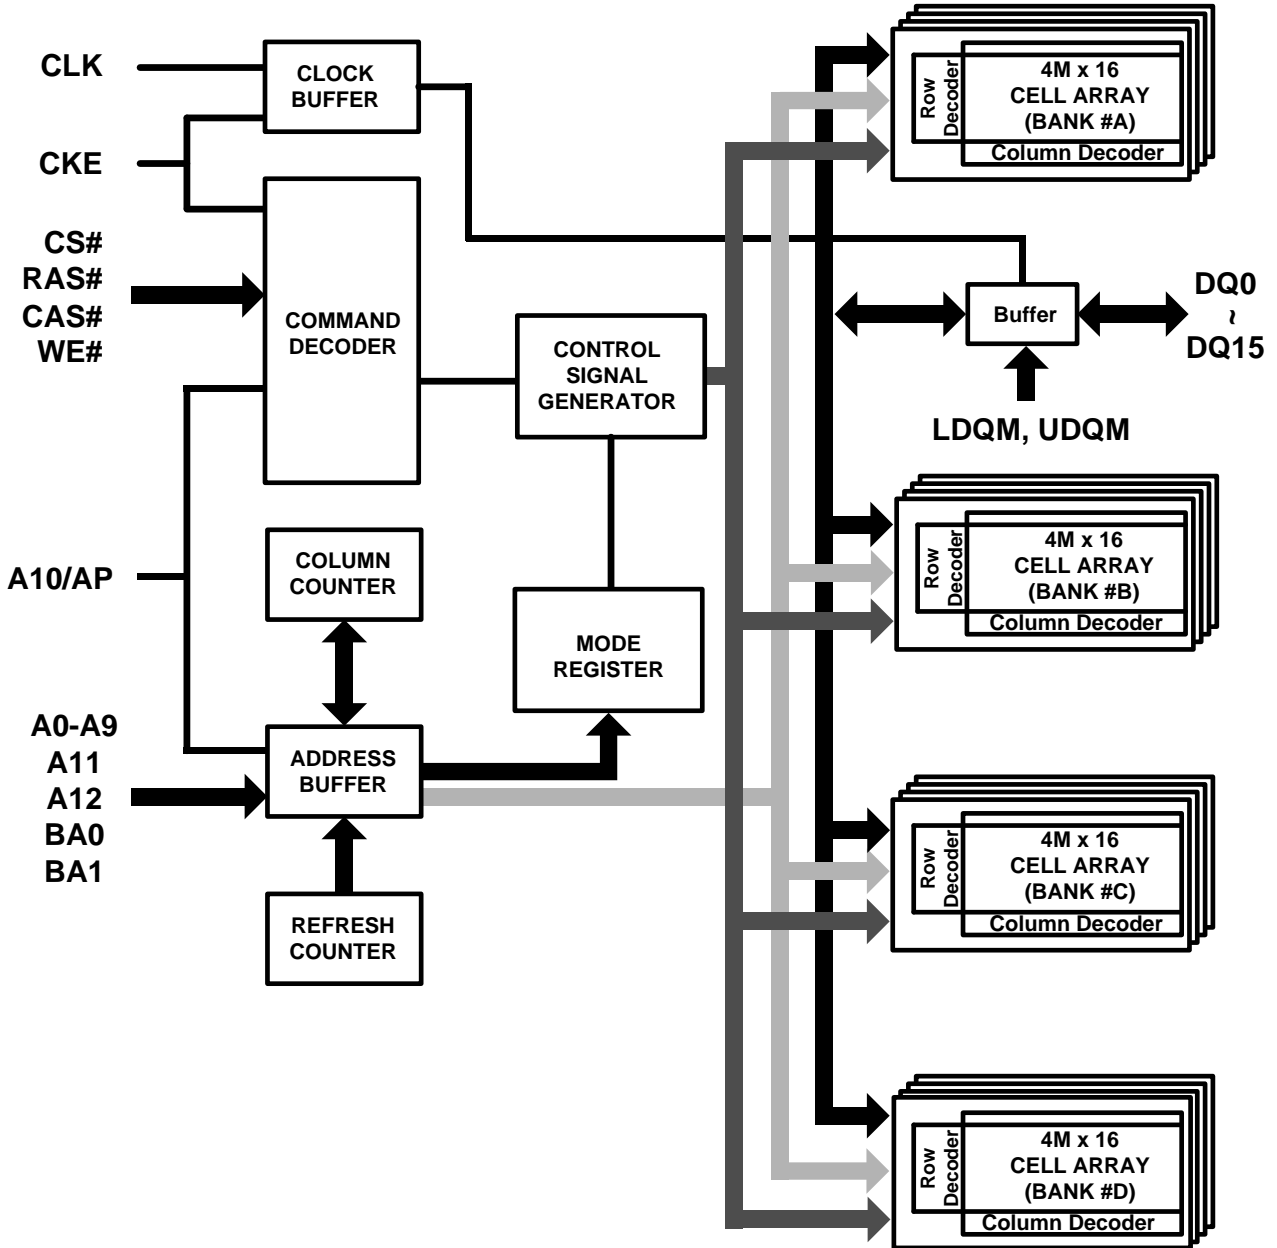 CLK
CKE
CS#
RAS#
CAS#
WE#
A10/AP
A0-A9
A11
A12
BA0
BA1
CLOCK
BUFFER
COMMAND
DECODER
COLUMN
COUNTER
ADDRESS
BUFFER
REFRESH
COUNTER
CONTROL
SIGNAL
GENERATOR
MODE
REGISTER
Row
Decoder
4M x 16
CELL ARRAY
(BANK #A)
Column Decoder
Buffer
DQ0
~
DQ15
LDQM, UDQM
Row
Decoder
4M x 16
CELL ARRAY
(BANK #B)
Column Decoder
Row
Decoder
4M x 16
CELL ARRAY
(BANK #C)
Column Decoder
Row
Decoder
4M x 16
CELL ARRAY
(BANK #D)
Column Decoder